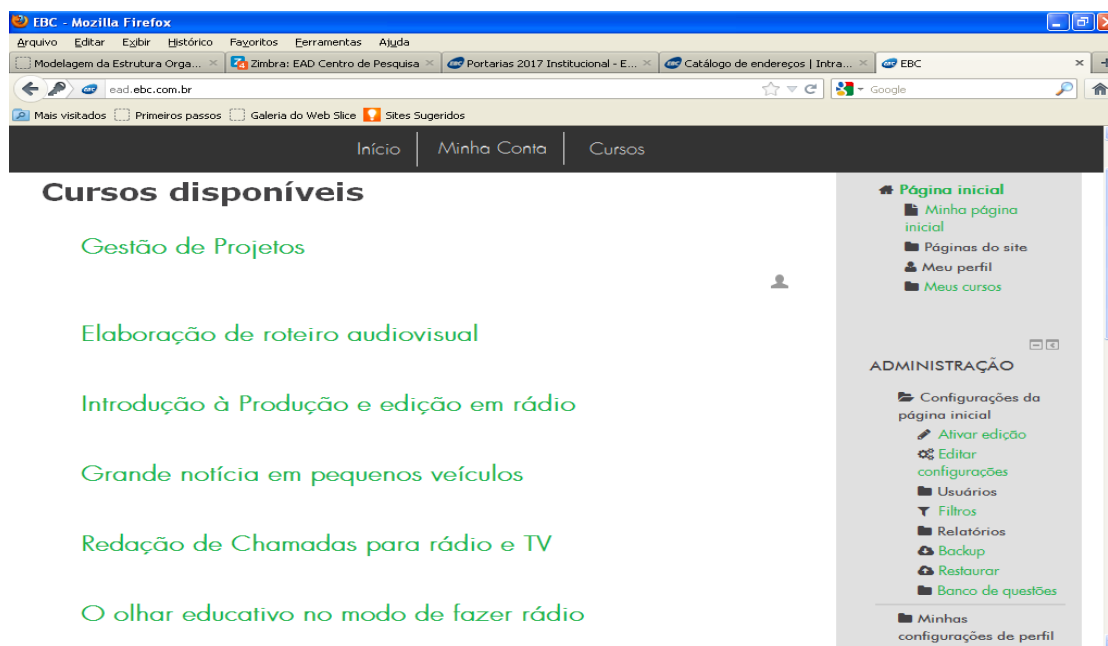 EBC - Mozilla Firefox
Arquivo Editar Exibir Histórico Favoritos Ferramentas Ajuda
Modelagem da Estrutura Orga... Zimbra: EAD Centro de Pesquisa Portarias 2017 Institucional - E... Catálogo de endereços | Intra... EBC
ead.ebc.com.br Google
Mais visitados Primeiros passos Galeria do Web Slice Sites Sugeridos
Início Minha Conta Cursos
Cursos disponíveis
Gestão de Projetos
Elaboração de roteiro audiovisual
Introdução à Produção e edição em rádio
Grande notícia em pequenos veículos
Redação de Chamadas para rádio e TV
O olhar educativo no modo de fazer rádio
Página inicial
Minha página
inicial
Páginas do site
Meu perfil
Meus cursos
ADMINISTRAÇÃO
Configurações da
página inicial
Ativar edição
Editar
configurações
Usuários
Filtros
Relatórios
Backup
Restaurar
Banco de questões
Minhas
configurações de perfil